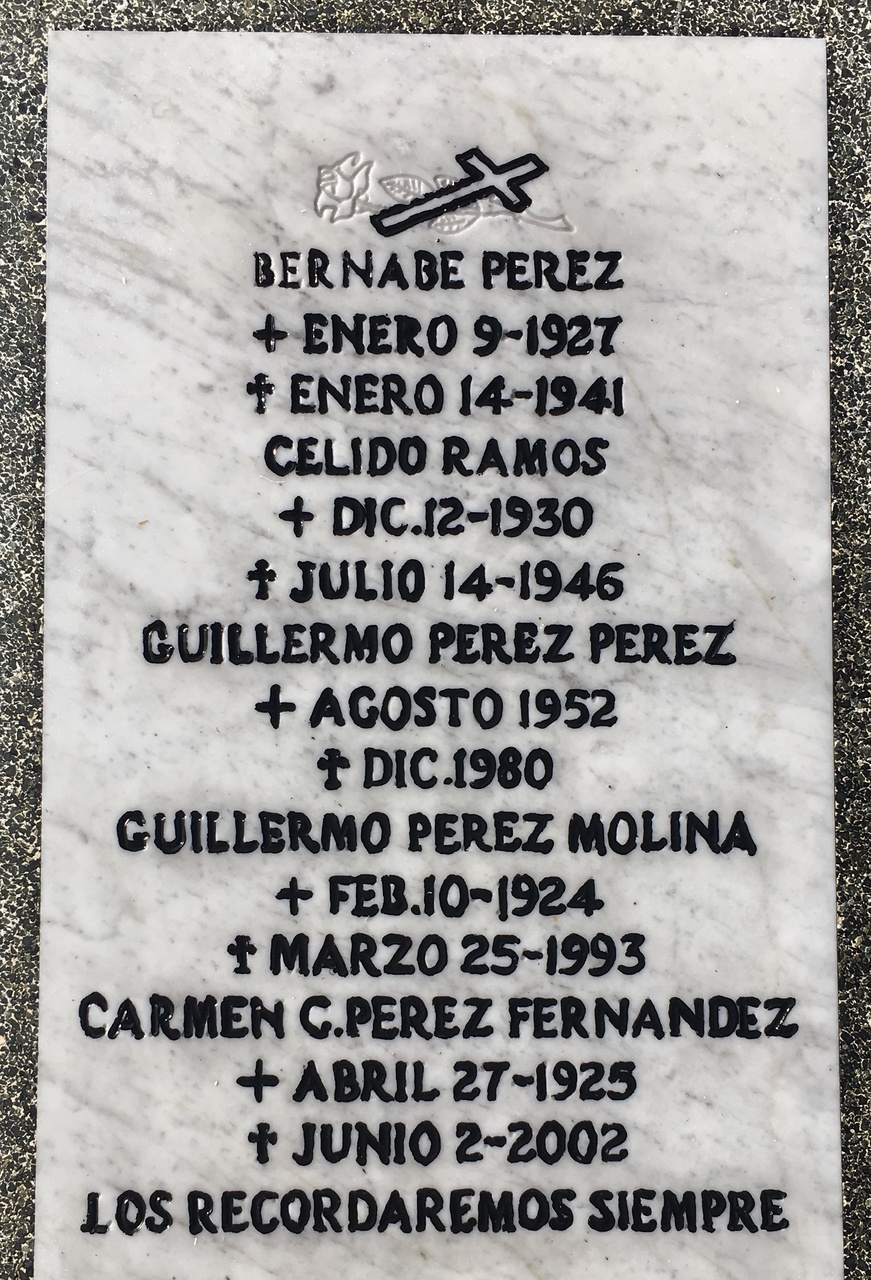 BERNABE PEREZ
+ ENERO 9-1927
✝ ENERO 14-1941
CELIDO RAMOS
+ DIC.12-1930
✝ JULIO 14-1946
GUILLERMO PEREZ PEREZ
+ AGOSTO 1952
✝ DIC.1980
GUILLERMO PEREZ MOLINA
+ FEB.10-1924
✝ MARZO 25-1993
CARMEN C.PEREZ FERNANDEZ
+ ABRIL 27-1925
✝ JUNIO 2-2002
LOS RECORDAREMOS SIEMPRE